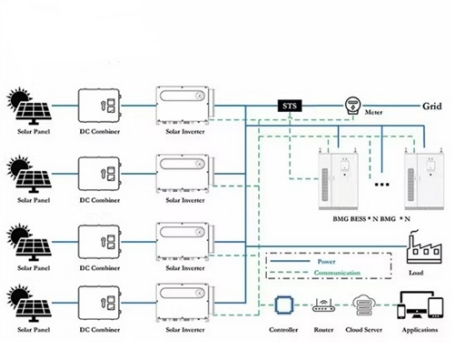 STS
Meter
Grid
Solar Panel
DC Combiner
Solar Inverter
Solar Panel
DC Combiner
Solar Inverter
BMG BESS * N BMG * N
Solar Panel
DC Combiner
Solar Inverter
Power
Communication
Load
Solar Panel
DC Combiner
Solar Inverter
Controller
Router
Cloud Server
Applications